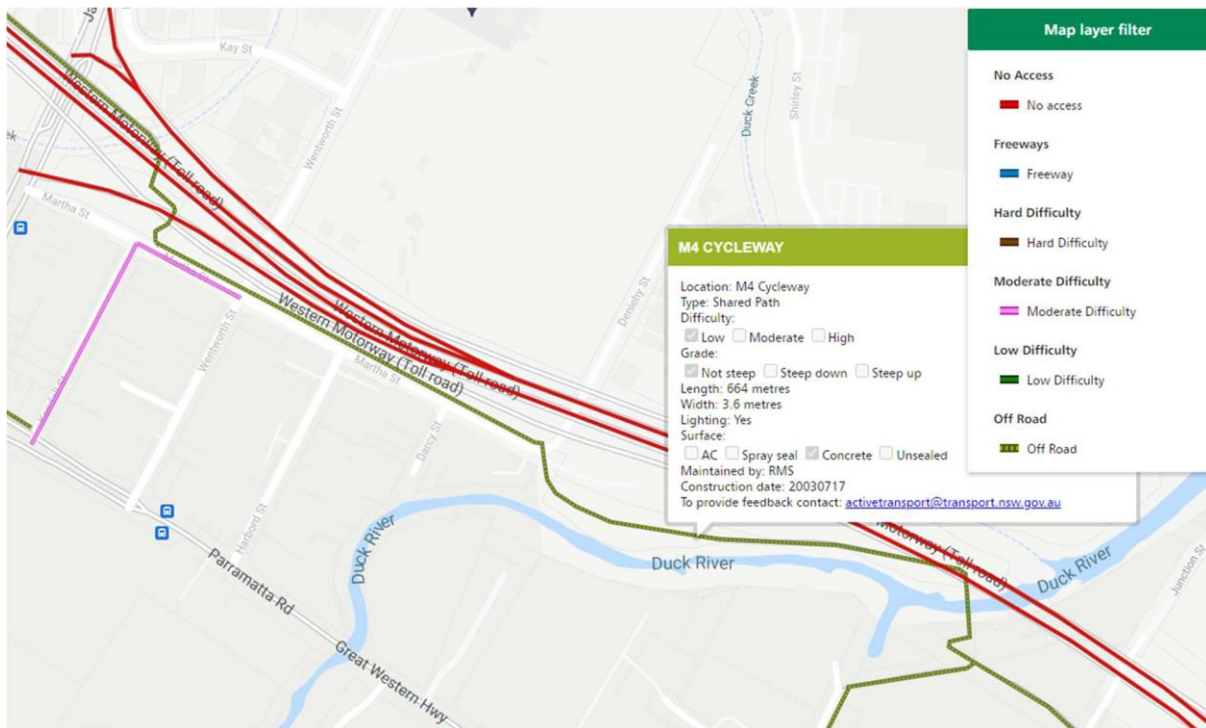 Map layer filter
No Access
No access
Freeways
Freeway
Hard Difficulty
Hard Difficulty
Moderate Difficulty
Moderate Difficulty
Low Difficulty
Low Difficulty
Off Road
Off Road
Kay St
Wentworth St
Duck Creek
Shirley St
Western Motorway (Toll road)
Martha St
M4 CYCLEWAY
Location: M4 Cycleway
Type: Shared Path
Difficulty:
Low Moderate High
Grade:
Not steep Steep down Steep up
Length: 664 metres
Width: 3.6 metres
Lighting: Yes
Surface:
AC Spray seal Concrete Unsealed
Maintained by: RMS
Construction date: 20030717
To provide feedback contact: activetransport@transport.nsw.gov.au
Deniehy St
Western Motorway (Toll road)
Western Motorway (Toll road)
Wentworth St
Martha St
Darcy St
Harbord St
Parramatta Rd
Great Western Hwy
Duck River
Duck River
Duck River
Motorway (Toll road)
Junction St